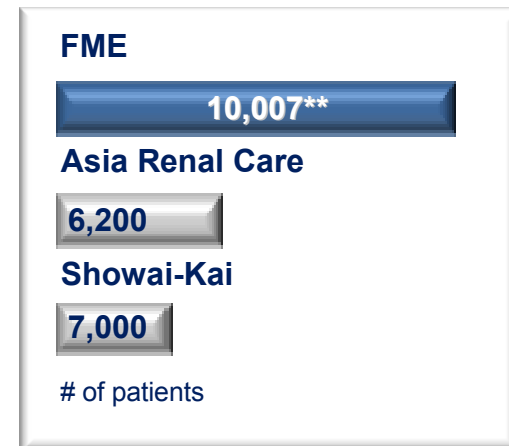 FME
10,007**
Asia Renal Care
6,200
Showai-Kai
7,000
# of patients